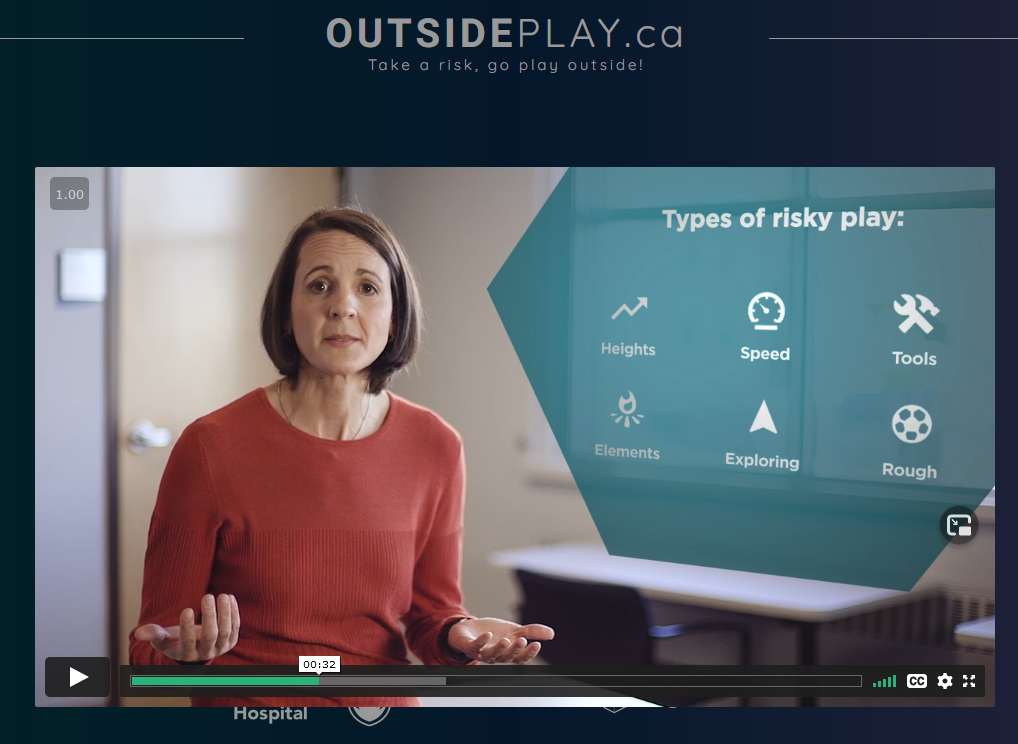 OUTSIDEPLAY.ca
Take a risk, go play outside!
1.00
Types of risky play:
Heights
Speed
Tools
Elements
Exploring
Rough
00:32
CC
Hospital